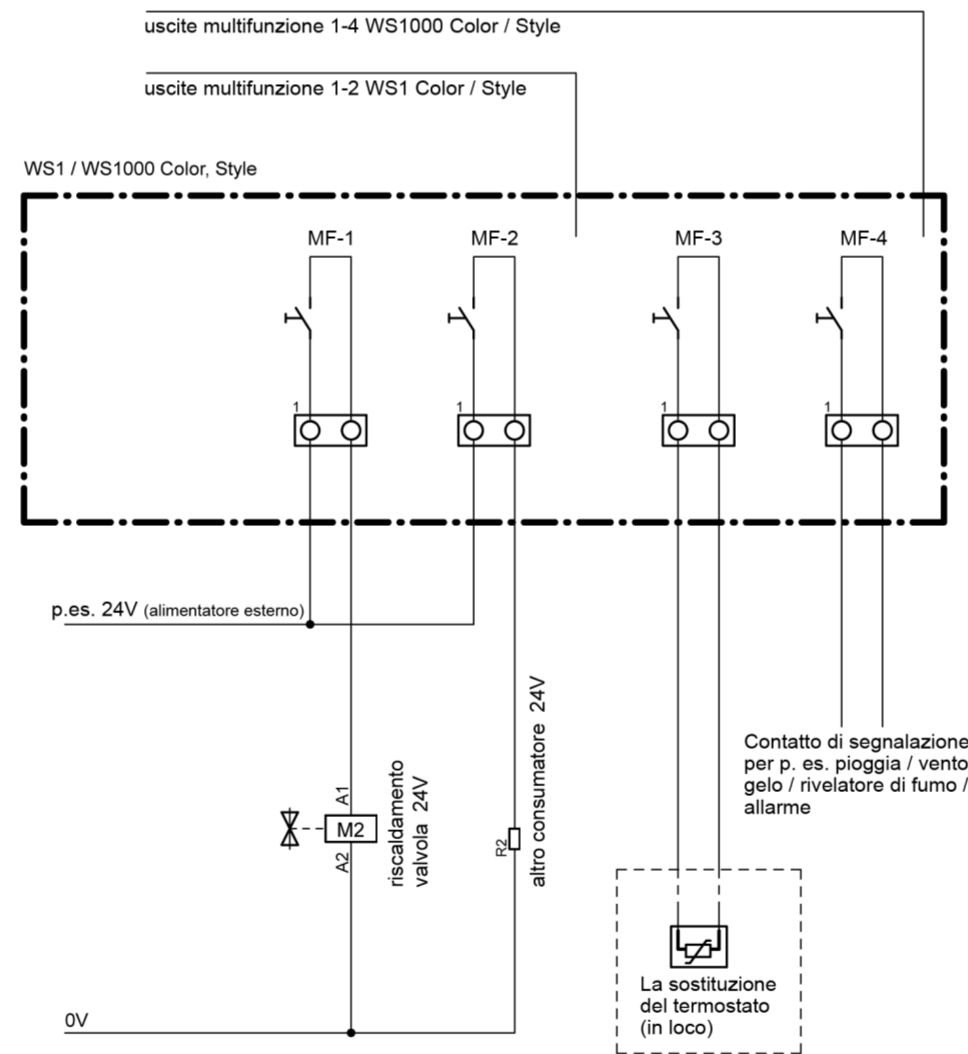 uscite multifunzione 1-4 WS1000 Color / Style
uscite multifunzione 1-2 WS1 Color / Style
WS1 / WS1000 Color, Style
MF-1
MF-2
MF-3
MF-4
1
1
1
1
p.es. 24V (alimentatore esterno)
A1
M2
A2
riscaldamento
valvola 24V
R2
altro consumatore 24V
Contatto di segnalazione
per p. es. pioggia / vento
gelo / rivelatore di fumo /
allarme
La sostituzione
del termostato
(in loco)
0V